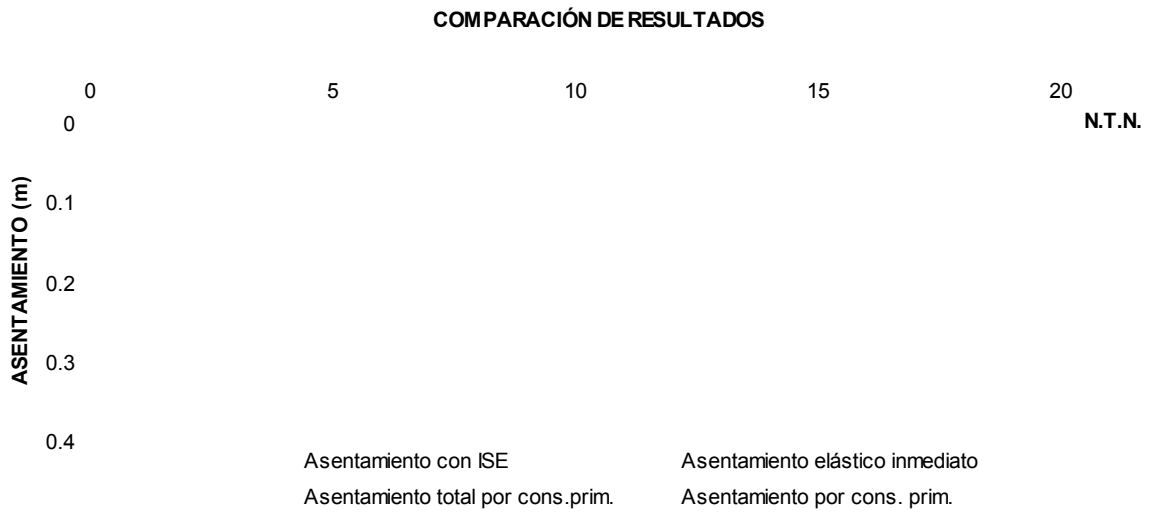 COMPARACIÓN DE RESULTADOS
0 5 10 15 20
0 N.T.N.
0.1
0.2
0.3
0.4
ASENTAMIENTO (m)
Asentamiento con ISE Asentamiento elástico inmediato
Asentamiento total por cons.prim. Asentamiento por cons. prim.